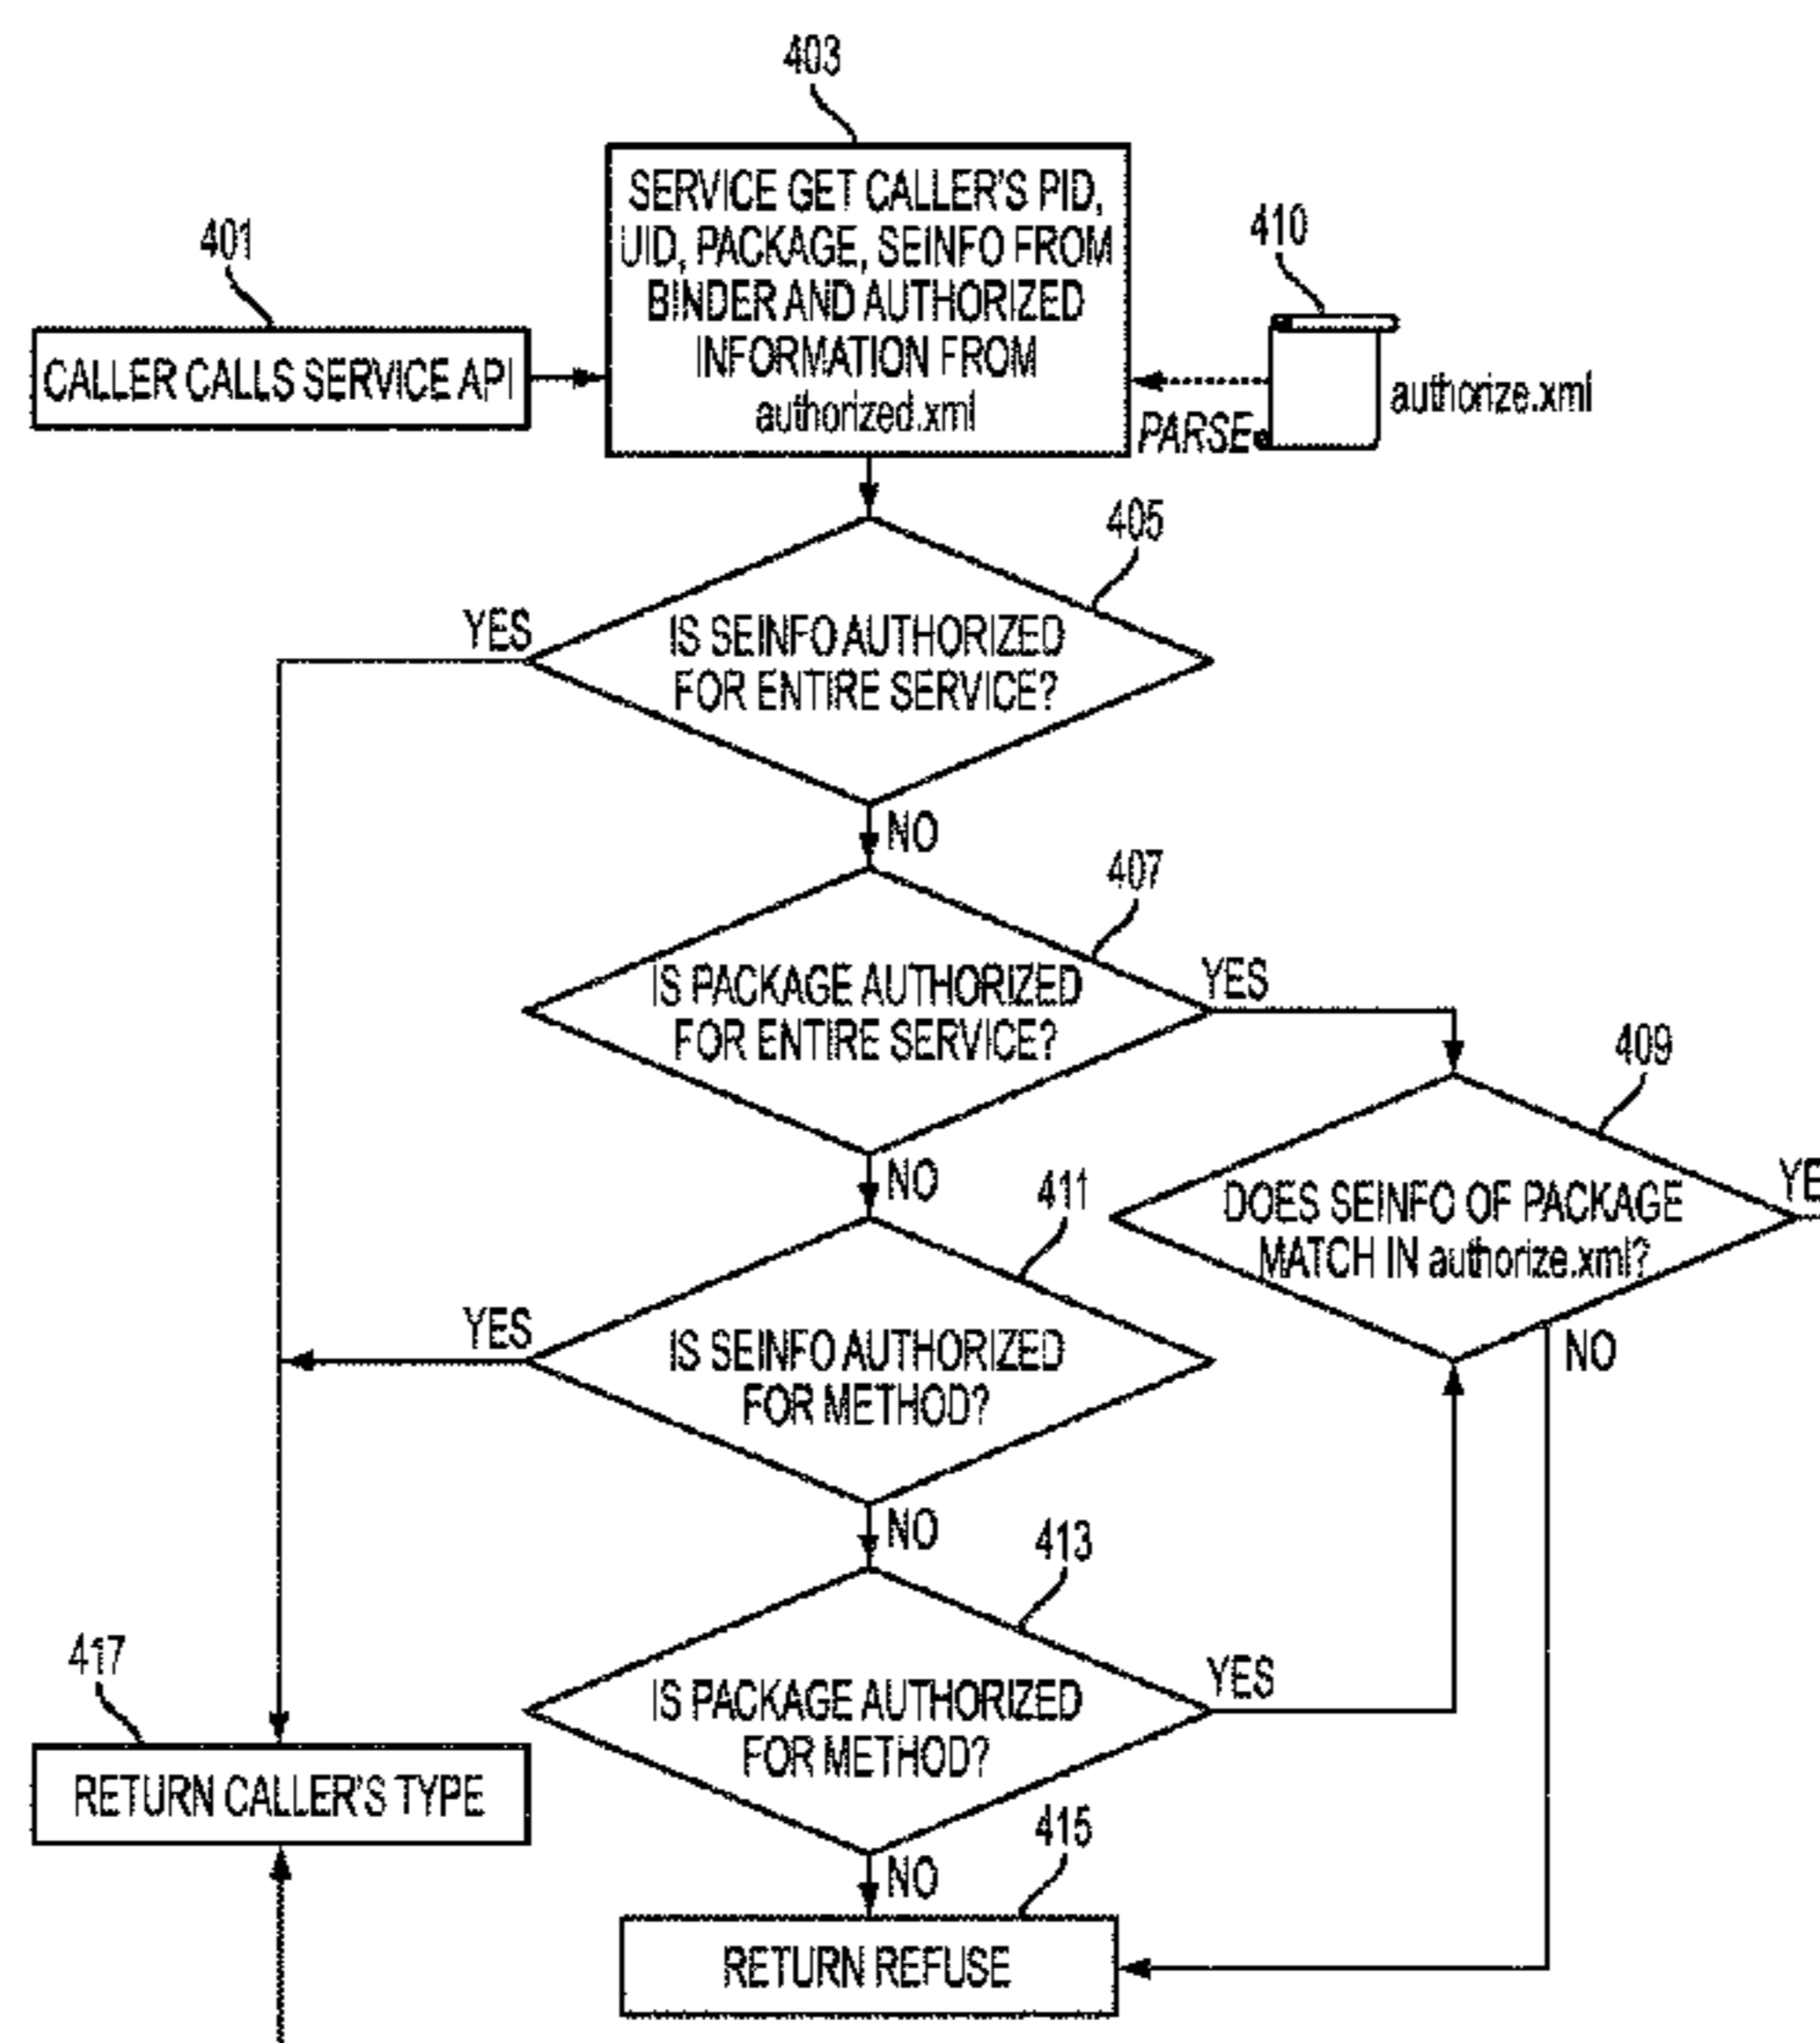 403
SERVICE GET CALLER'S PID,
UID, PACKAGE, SEINFO FROM
BINDER AND AUTHORIZED
INFORMATION FROM
authorized.xml
401
CALLER CALLS SERVICE API
410
authorize.xml
PARSE
405
YES
IS SEINFO AUTHORIZED
FOR ENTIRE SERVICE?
NO
407
IS PACKAGE AUTHORIZED
FOR ENTIRE SERVICE?
YES
409
DOES SEINFO OF PACKAGE
MATCH IN authorize.xml?
YE
NO
NO
411
YES
IS SEINFO AUTHORIZED
FOR METHOD?
NO
413
IS PACKAGE AUTHORIZED
FOR METHOD?
YES
417
RETURN CALLER'S TYPE
NO
415
RETURN REFUSE